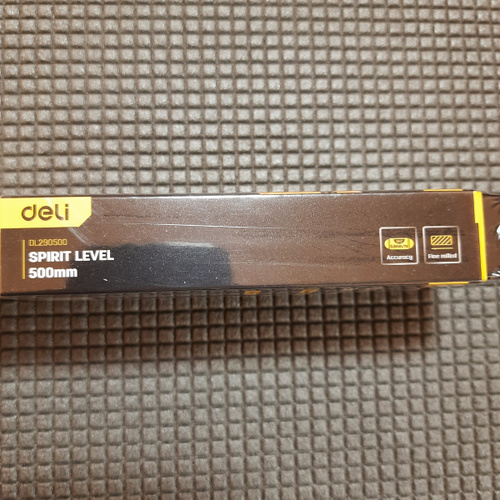 deli
DL290500
SPIRIT LEVEL
500mm
Accuracy
Fine milled